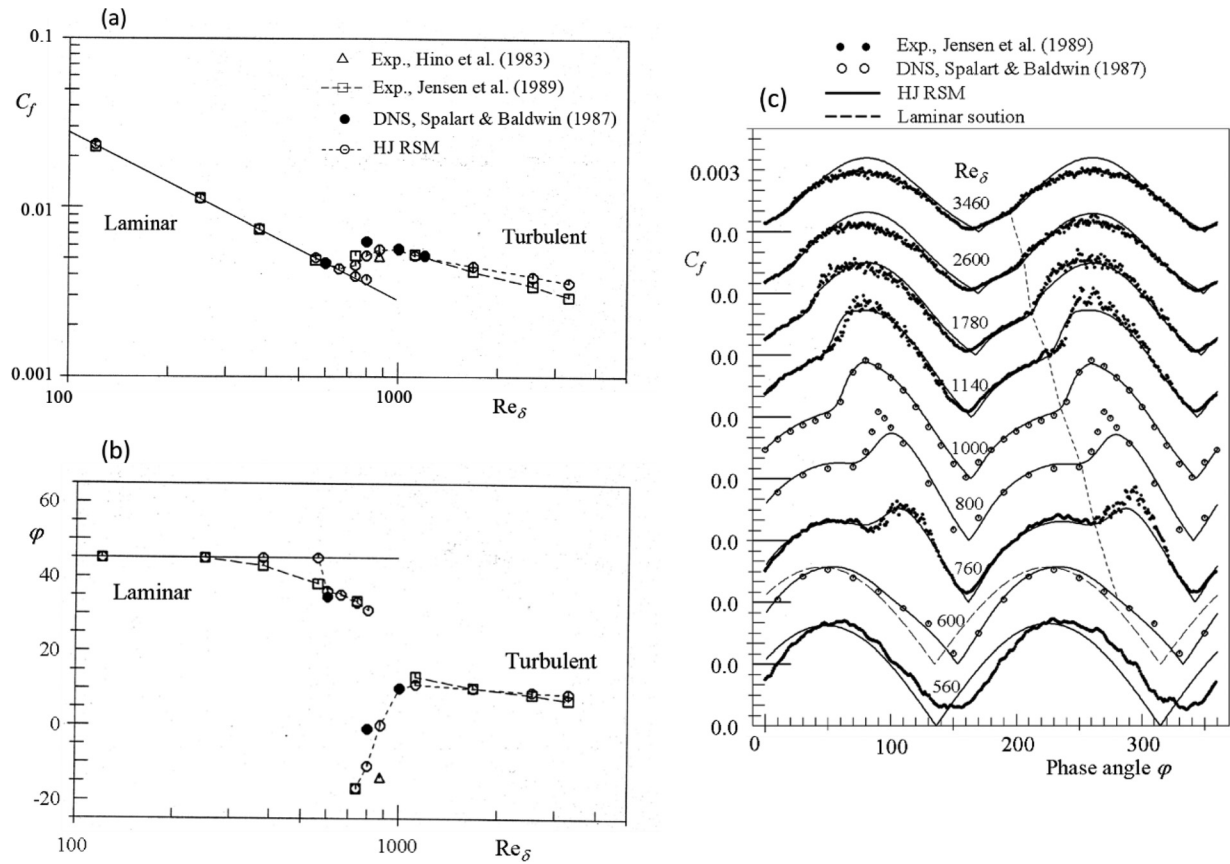 (a)
0.1
C_f
0.01
0.001
100
1000
Re_δ
Exp., Hino et al. (1983)
Exp., Jensen et al. (1989)
DNS, Spalart & Baldwin (1987)
HJ RSM
Laminar
Turbulent
(b)
60
φ
40
20
0
-20
100
1000
Re_δ
Laminar
Turbulent
(c)
Exp., Jensen et al. (1989)
DNS, Spalart & Baldwin (1987)
HJ RSM
Laminar soution
0.003
Re_δ
3460
0.0
2600
C_f
0.0
1780
0.0
1140
0.0
1000
0.0
800
0.0
760
0.0
600
0.0
560
0.0
0
100
200
300
Phase angle φ